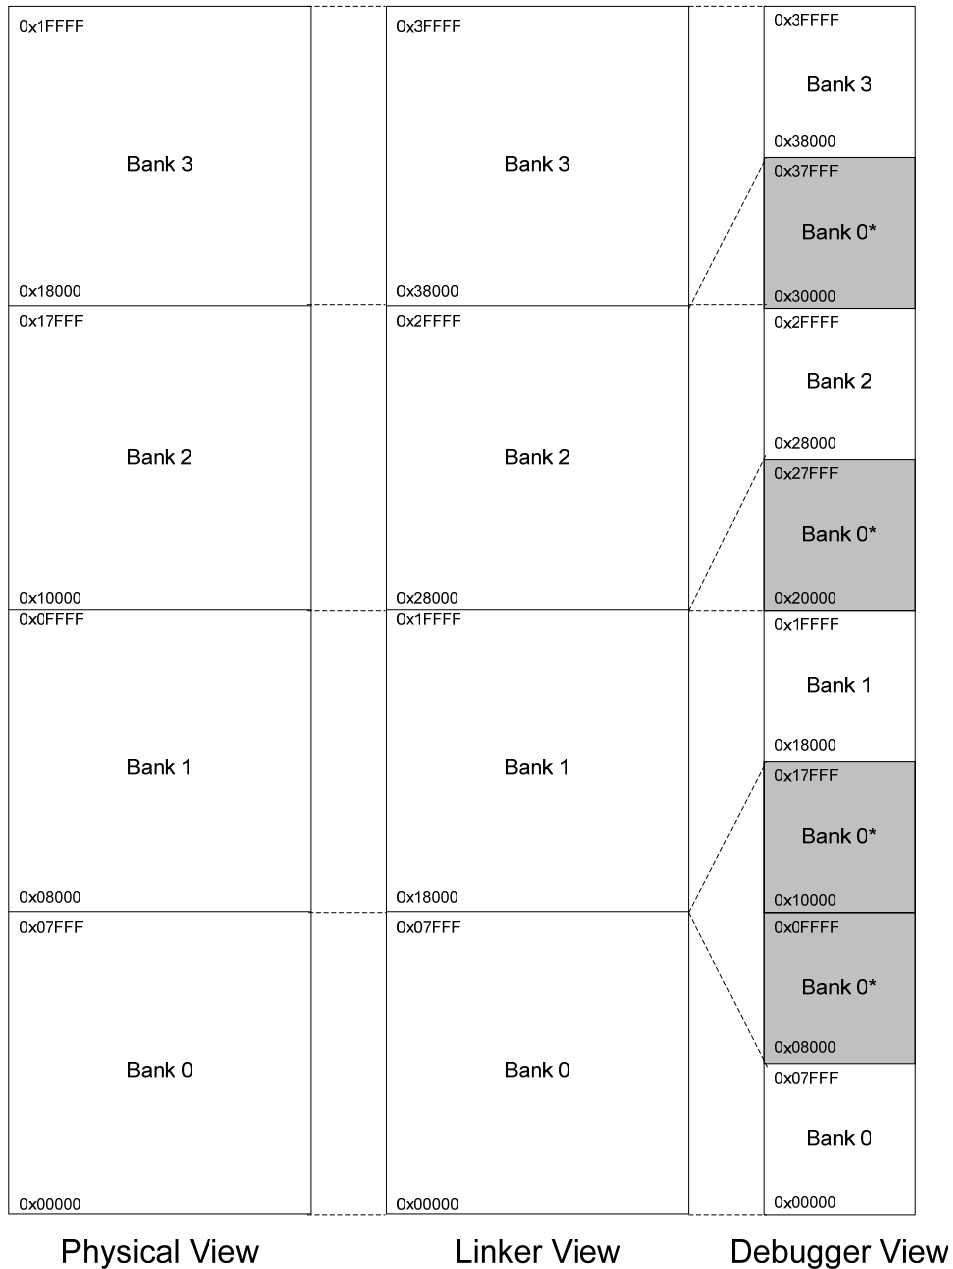 0x1FFFF
Bank 3
0x18000
0x17FFF
Bank 2
0x10000
0x0FFFF
Bank 1
0x08000
0x07FFF
Bank 0
0x00000
Physical View
0x3FFFF
Bank 3
0x38000
0x2FFFF
Bank 2
0x28000
0x1FFFF
Bank 1
0x18000
0x07FFF
Bank 0
0x00000
Linker View
0x3FFFF
Bank 3
0x38000
0x37FFF
Bank 0*
0x30000
0x2FFFF
Bank 2
0x28000
0x27FFF
Bank 0*
0x20000
0x1FFFF
Bank 1
0x18000
0x17FFF
Bank 0*
0x10000
0x0FFFF
Bank 0*
0x08000
0x07FFF
Bank 0
0x00000
Debugger View